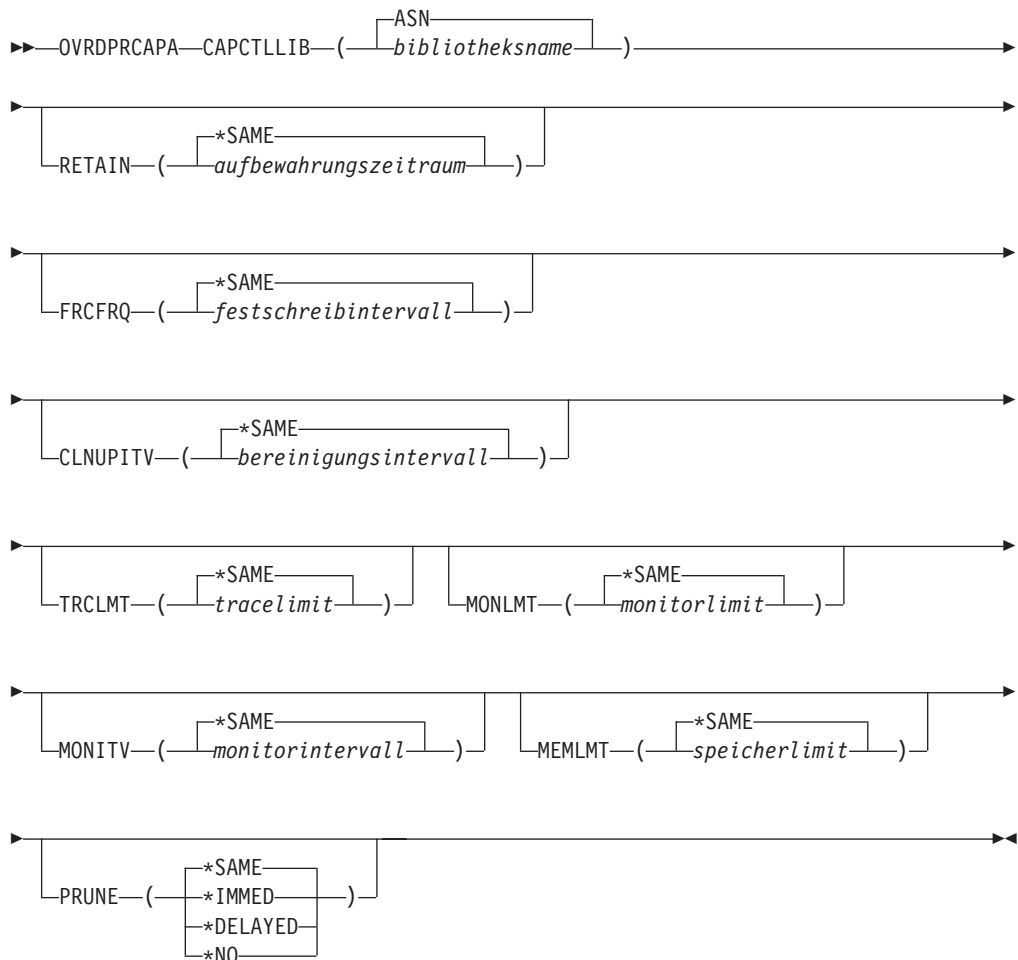 ASN
OVRDPRCAPA CAPCTLLIB ( bibliotheksname )
*SAME
RETAIN ( aufbewahrungszeitraum )
*SAME
FRCFRQ ( festschreibintervall )
*SAME
CLNUPITV ( bereinigungsintervall )
*SAME *SAME
TRCLMT ( tracelimit ) MONLMT ( monitorlimit )
*SAME *SAME
MONITV ( monitorintervall ) MEMLMT ( speicherlimit )
*SAME
PRUNE ( *IMMED )
*DELAYED
*NO